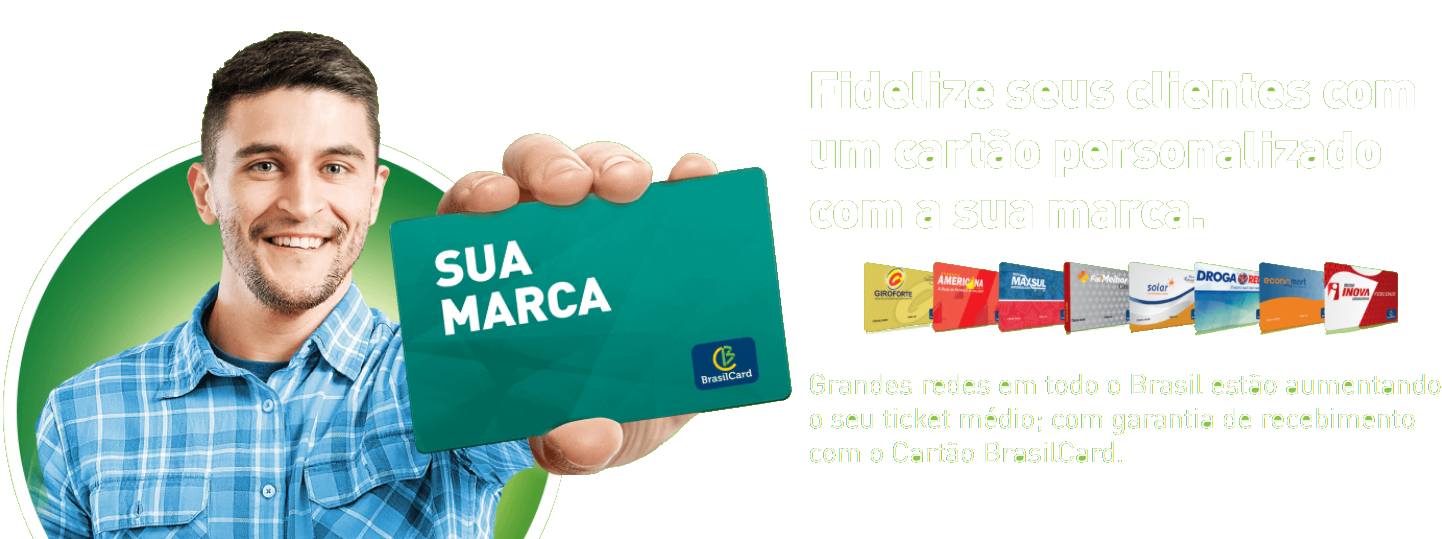 Fidelize seus clientes com
um cartão personalizado
com a sua marca.
SUA
MARCA
BrasilCard
GIROFORTE
AMERICANA
MAXSUL
solar
DROGA
INOVA
FIDELIDADE
Grandes redes em todo o Brasil estão aumentando
o seu ticket médio; com garantia de recebimento
com o Cartão BrasilCard.